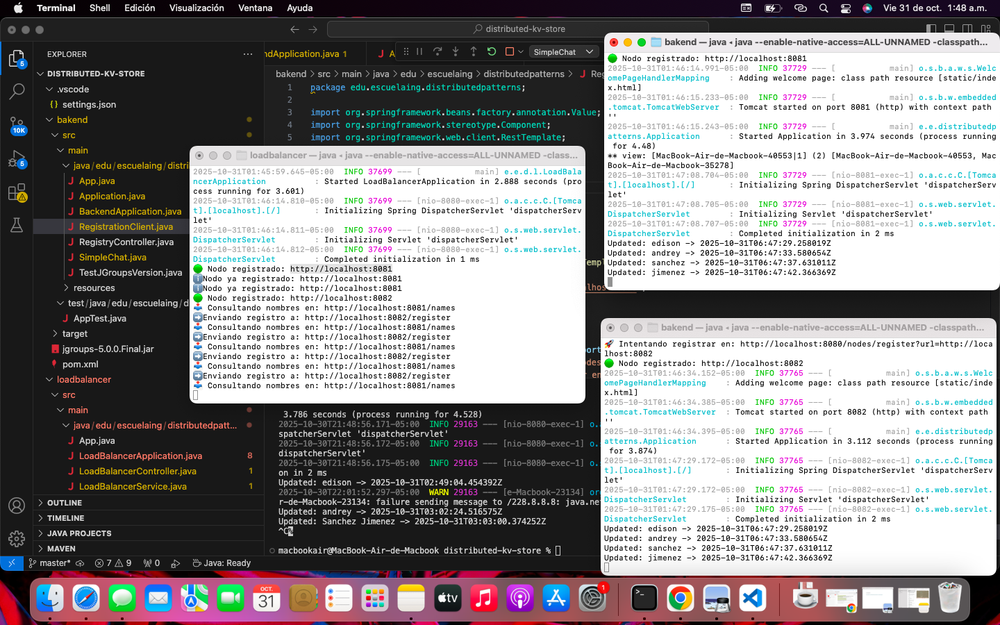 Terminal Shell Edición Visualización Ventana Ayuda
Vie 31 de oct. 1:48 a.m.
distributed-kv-store
EXPLORER
DISTRIBUTED-KV-STORE
.vscode
settings.json
bakend
src
main
java/edu/escuelaing/distri
App.java
Application.java
BackendApplication.java
RegistrationClient.java
RegistryController.java
SimpleChat.java
TestJGroupsVersion.java
resources
test/java/edu/escuelaing/d
AppTest.java
target
jgroups-5.0.0.Final.jar
pom.xml
loadbalancer
src
main
java/edu/escuelaing/distributedpatt...
App.java
LoadBalancerApplication.java 8
LoadBalancerController.java 1
LoadBalancerService.java 1
OUTLINE
TIMELINE
JAVA PROJECTS
MAVEN
5
10K
5
master* 7 9 0 Java: Ready
ndApplication.java 1
SimpleChat
bakend > src > main > java > edu > escuelaing > distributedpatterns > Re
1 package edu.escuelaing.distributedpatterns;
2
3 import org.springframework.beans.factory.annotation.Value;
4 import org.springframework.stereotype.Component;
5 import org.springframework.web.client.RestTemplate;
loadbalancer — java ◂ java --enable-native-access=ALL-UNNAMED -classpath...
2025-10-31T01:45:59.645-05:00 INFO 37699 --- [ main] e.e.d.l.LoadBala
ncerApplication : Started LoadBalancerApplication in 2.888 seconds (pro
cess running for 3.601)
2025-10-31T01:46:14.810-05:00 INFO 37699 --- [nio-8080-exec-1] o.a.c.c.C.[Tomca
t].[localhost].[/] : Initializing Spring DispatcherServlet 'dispatcherServ
let'
2025-10-31T01:46:14.811-05:00 INFO 37699 --- [nio-8080-exec-1] o.s.web.servlet.
DispatcherServlet : Initializing Servlet 'dispatcherServlet'
2025-10-31T01:46:14.812-05:00 INFO 37699 --- [nio-8080-exec-1] o.s.web.servlet.
DispatcherServlet : Completed initialization in 1 ms
Nodo registrado: http://localhost:8081
Nodo ya registrado: http://localhost:8081
Nodo ya registrado: http://localhost:8081
Nodo registrado: http://localhost:8082
Consultando nombres en: http://localhost:8081/names
Enviando registro a: http://localhost:8082/register
Consultando nombres en: http://localhost:8081/names
Enviando registro a: http://localhost:8082/register
Consultando nombres en: http://localhost:8081/names
Enviando registro a: http://localhost:8082/register
Consultando nombres en: http://localhost:8081/names
Enviando registro a: http://localhost:8082/register
Consultando nombres en: http://localhost:8081/names
3.786 seconds (process running for 4.528)
2025-10-30T21:48:56.171-05:00 INFO 29163 --- [nio-8080-exec-1] o.a
spatcherServlet 'dispatcherServlet'
2025-10-30T21:48:56.172-05:00 INFO 29163 --- [nio-8080-exec-1] o.s
dispatcherServlet'
2025-10-30T21:48:56.175-05:00 INFO 29163 --- [nio-8080-exec-1] o.s
on in 2 ms
Updated: edison -> 2025-10-31T02:49:04.454392Z
2025-10-30T22:01:52.297-05:00 WARN 29163 --- [e-Macbook-23134] org
r-de-Macbook-23134: failure sending message to /228.8.8.8: java.net
Updated: andrey -> 2025-10-31T03:02:24.516575Z
Updated: Sanchez Jimenez -> 2025-10-31T03:03:00.374252Z
^C%
macbookair@MacBook-Air-de-Macbook distributed-kv-store %
bakend — java ◂ java --enable-native-access=ALL-UNNAMED -classpath...
Nodo registrado: http://localhost:8081
2025-10-31T01:46:14.991-05:00 INFO 37729 --- [ main] o.s.b.a.w.s.Welc
omePageHandlerMapping : Adding welcome page: class path resource [static/inde
x.html]
2025-10-31T01:46:15.233-05:00 INFO 37729 --- [ main] o.s.b.w.embedded
.tomcat.TomcatWebServer : Tomcat started on port 8081 (http) with context path
''
2025-10-31T01:46:15.243-05:00 INFO 37729 --- [ main] e.e.distributedp
atterns.Application : Started Application in 3.974 seconds (process running
for 4.48)
** view: [MacBook-Air-de-Macbook-40553|1] (2) [MacBook-Air-de-Macbook-40553, Mac
Book-Air-de-Macbook-35278]
2025-10-31T01:47:08.704-05:00 INFO 37729 --- [nio-8081-exec-1] o.a.c.c.C.[Tomca
t].[localhost].[/] : Initializing Spring DispatcherServlet 'dispatcherServ
let'
2025-10-31T01:47:08.705-05:00 INFO 37729 --- [nio-8081-exec-1] o.s.web.servlet.
DispatcherServlet : Initializing Servlet 'dispatcherServlet'
2025-10-31T01:47:08.707-05:00 INFO 37729 --- [nio-8081-exec-1] o.s.web.servlet.
DispatcherServlet : Completed initialization in 2 ms
Updated: edison -> 2025-10-31T06:47:29.258019Z
Updated: andrey -> 2025-10-31T06:47:33.580654Z
Updated: sanchez -> 2025-10-31T06:47:37.631011Z
Updated: jimenez -> 2025-10-31T06:47:42.366369Z
bakend — java ◂ java --enable-native-access=ALL-UNNAMED -classpath...
Intentando registrar en: http://localhost:8080/nodes/register?url=http://loca
lhost:8082
Nodo registrado: http://localhost:8082
2025-10-31T01:46:34.152-05:00 INFO 37765 --- [ main] o.s.b.a.w.s.Welc
omePageHandlerMapping : Adding welcome page: class path resource [static/inde
x.html]
2025-10-31T01:46:34.385-05:00 INFO 37765 --- [ main] o.s.b.w.embedded
.tomcat.TomcatWebServer : Tomcat started on port 8082 (http) with context path
''
2025-10-31T01:46:34.395-05:00 INFO 37765 --- [ main] e.e.distributedp
atterns.Application : Started Application in 3.112 seconds (process running
for 3.874)
2025-10-31T01:47:29.172-05:00 INFO 37765 --- [nio-8082-exec-1] o.a.c.c.C.[Tomca
t].[localhost].[/] : Initializing Spring DispatcherServlet 'dispatcherServ
let'
2025-10-31T01:47:29.172-05:00 INFO 37765 --- [nio-8082-exec-1] o.s.web.servlet.
DispatcherServlet : Initializing Servlet 'dispatcherServlet'
2025-10-31T01:47:29.175-05:00 INFO 37765 --- [nio-8082-exec-1] o.s.web.servlet.
DispatcherServlet : Completed initialization in 2 ms
Updated: edison -> 2025-10-31T06:47:29.258019Z
Updated: andrey -> 2025-10-31T06:47:33.580654Z
Updated: sanchez -> 2025-10-31T06:47:37.631011Z
Updated: jimenez -> 2025-10-31T06:47:42.366369Z
OCT.
31
tv
1